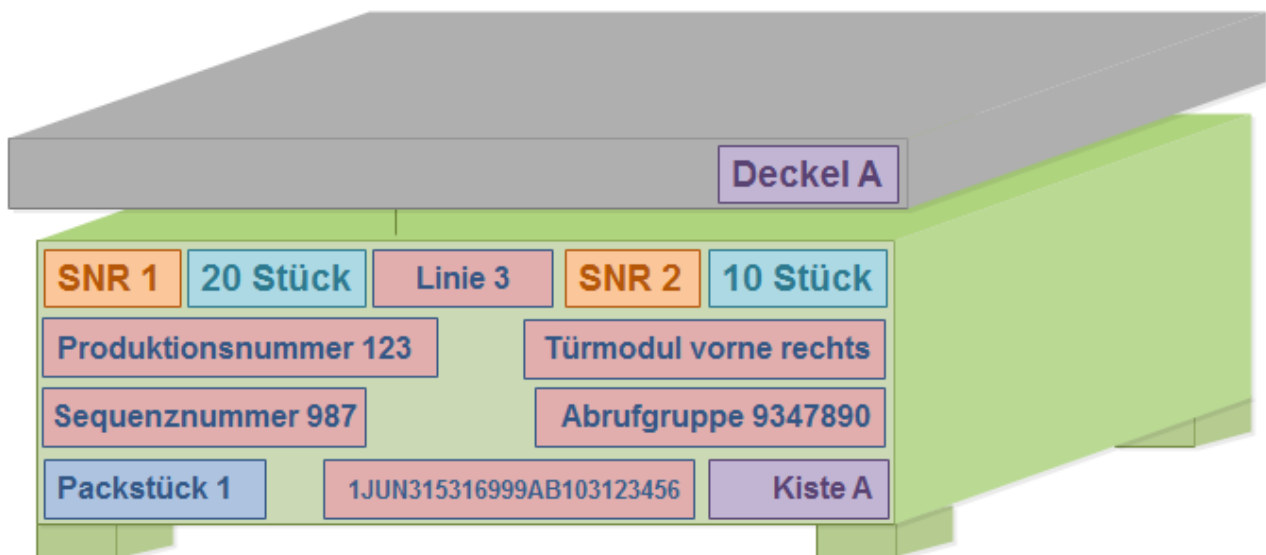 Deckel A
SNR 1 20 Stück Linie 3 SNR 2 10 Stück
Produktionsnummer 123 Türmodul vorne rechts
Sequenznummer 987 Abrufgruppe 9347890
Packstück 1 1JUN315316999AB103123456 Kiste A